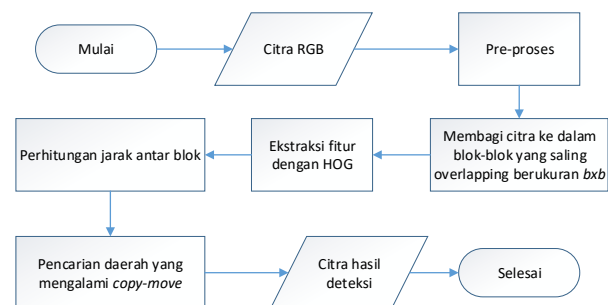 Mulai
Citra RGB
Pre-proses
Membagi citra ke dalam
blok-blok yang saling
overlapping berukuran bxb
Ekstraksi fitur
dengan HOG
Perhitungan jarak antar blok
Pencarian daerah yang
mengalami copy-move
Citra hasil
deteksi
Selesai